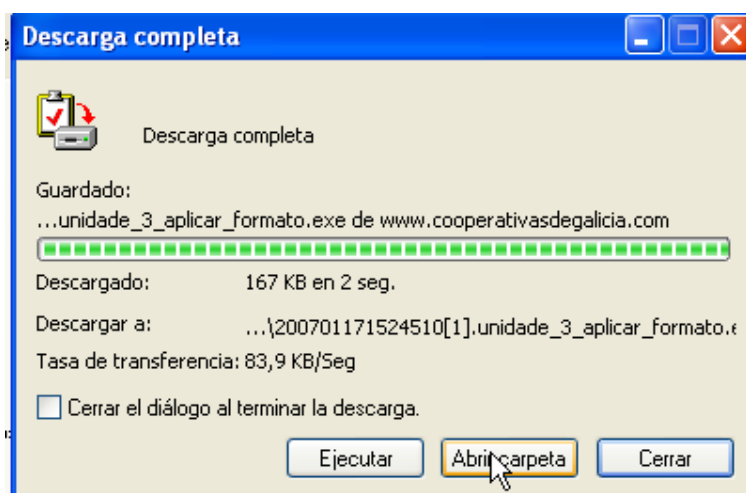 Descarga completa
Descarga completa
Guardado:
...unidade_3_aplicar_formato.exe de www.cooperativasdegalicia.com
Descargado: 167 KB en 2 seg.
Descargar a: ...\200701171524510[1].unidade_3_aplicar_formato.e
Tasa de transferencia: 83,9 KB/Seg
Cerrar el diálogo al terminar la descarga.
Ejecutar Abrir carpeta Cerrar